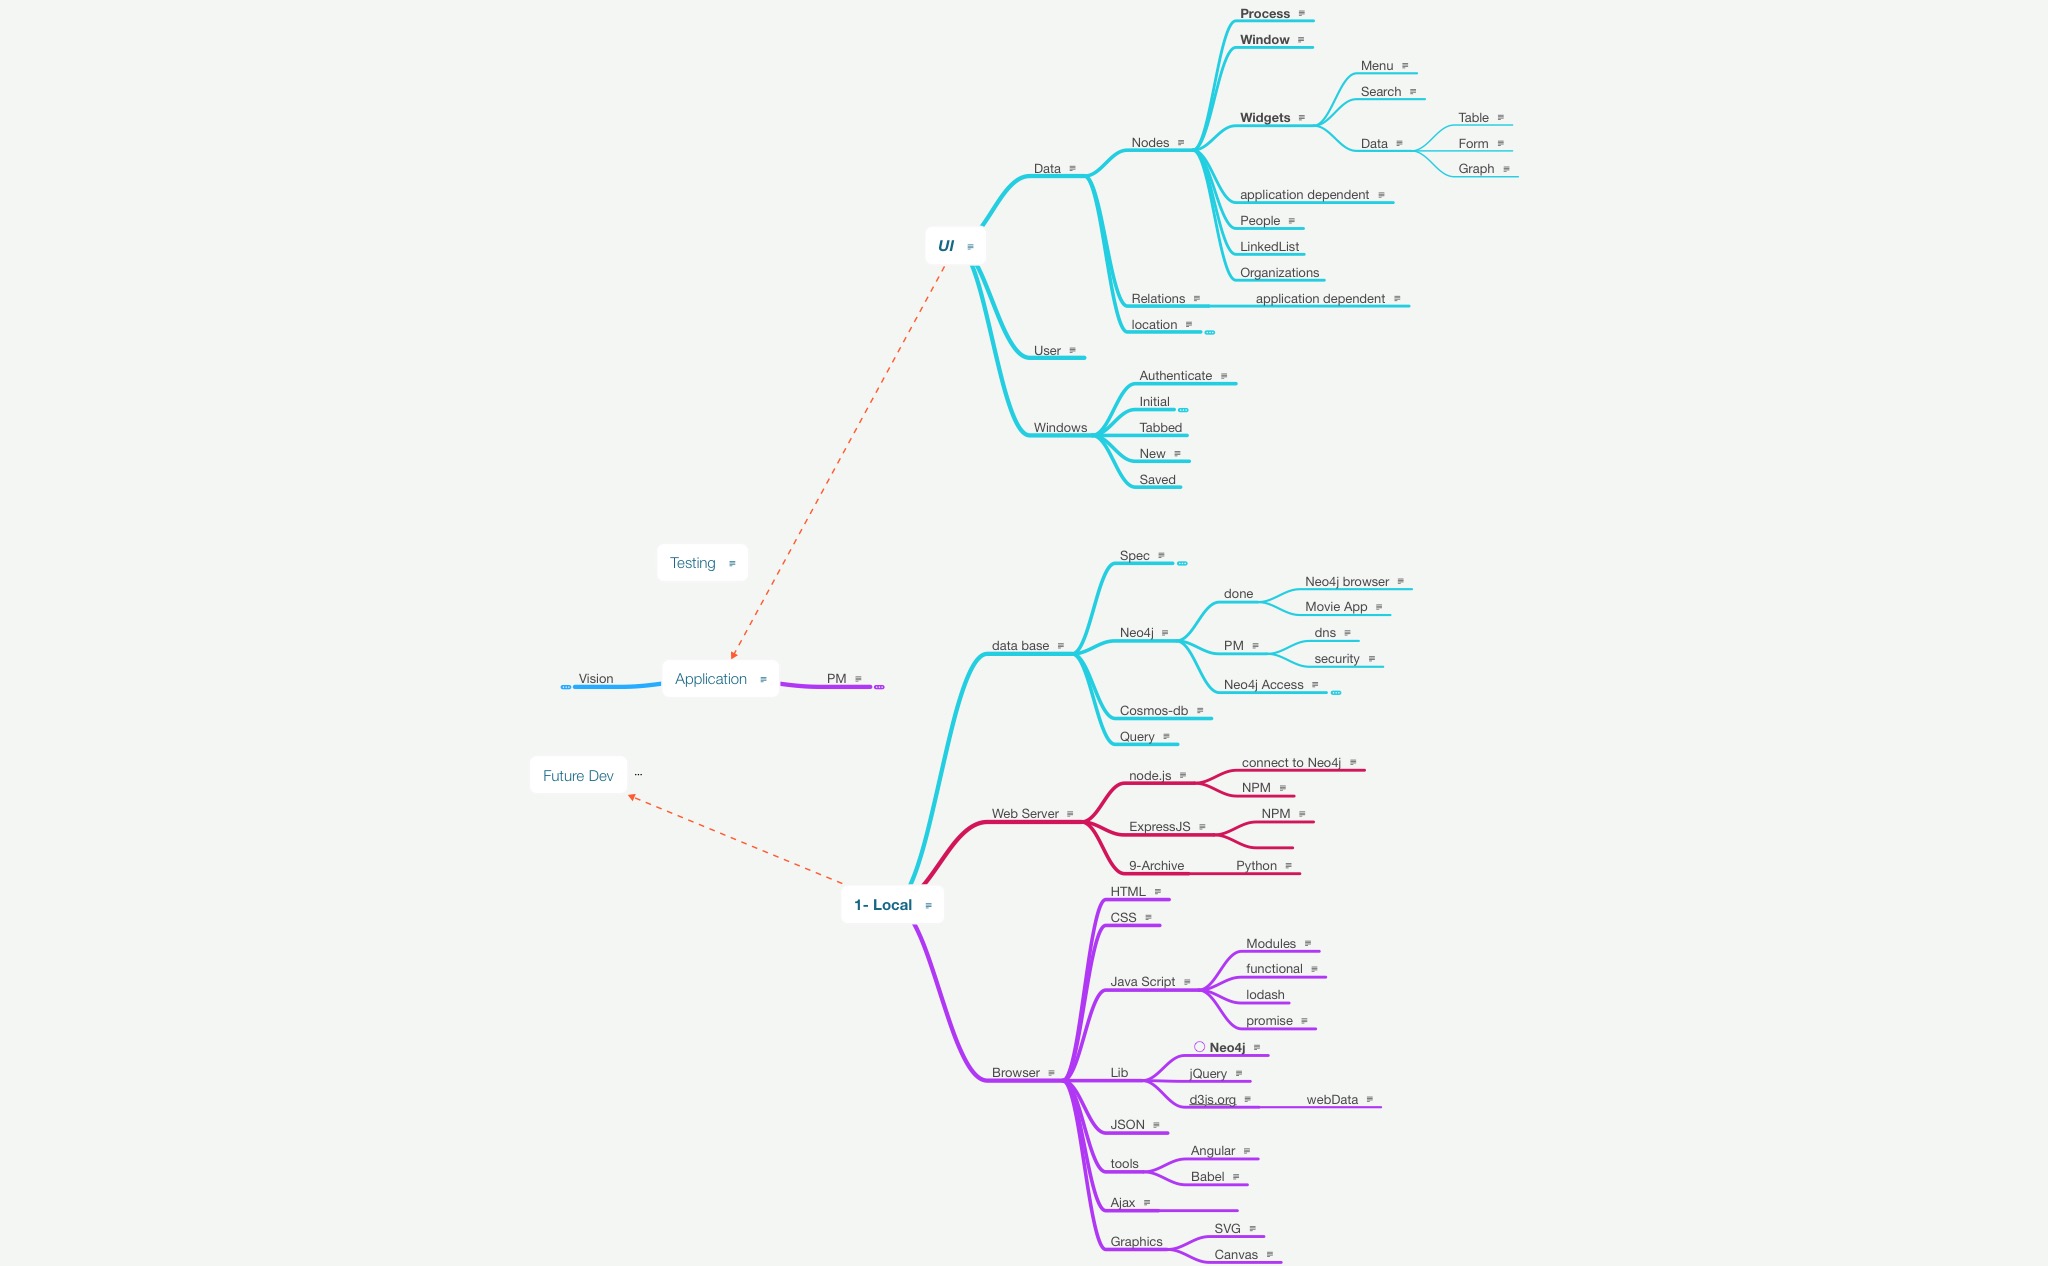 Process
Window
Menu
Search
Widgets
Table
Data
Form
Nodes
Graph
Data
application dependent
People
UI
LinkedList
Organizations
Relations
application dependent
location
User
Authenticate
Initial
Windows
Tabbed
New
Saved
Testing
Spec
Neo4j browser
done
Movie App
Neo4j
dns
data base
PM
security
Vision
Application
PM
Neo4j Access
Cosmos-db
Query
connect to Neo4j
node.js
Future Dev
NPM
Web Server
NPM
ExpressJS
9-Archive
Python
HTML
1- Local
CSS
Modules
functional
Java Script
lodash
promise
Neo4j
Browser
Lib
jQuery
d3js.org
webData
JSON
Angular
tools
Babel
Ajax
SVG
Graphics
Canvas